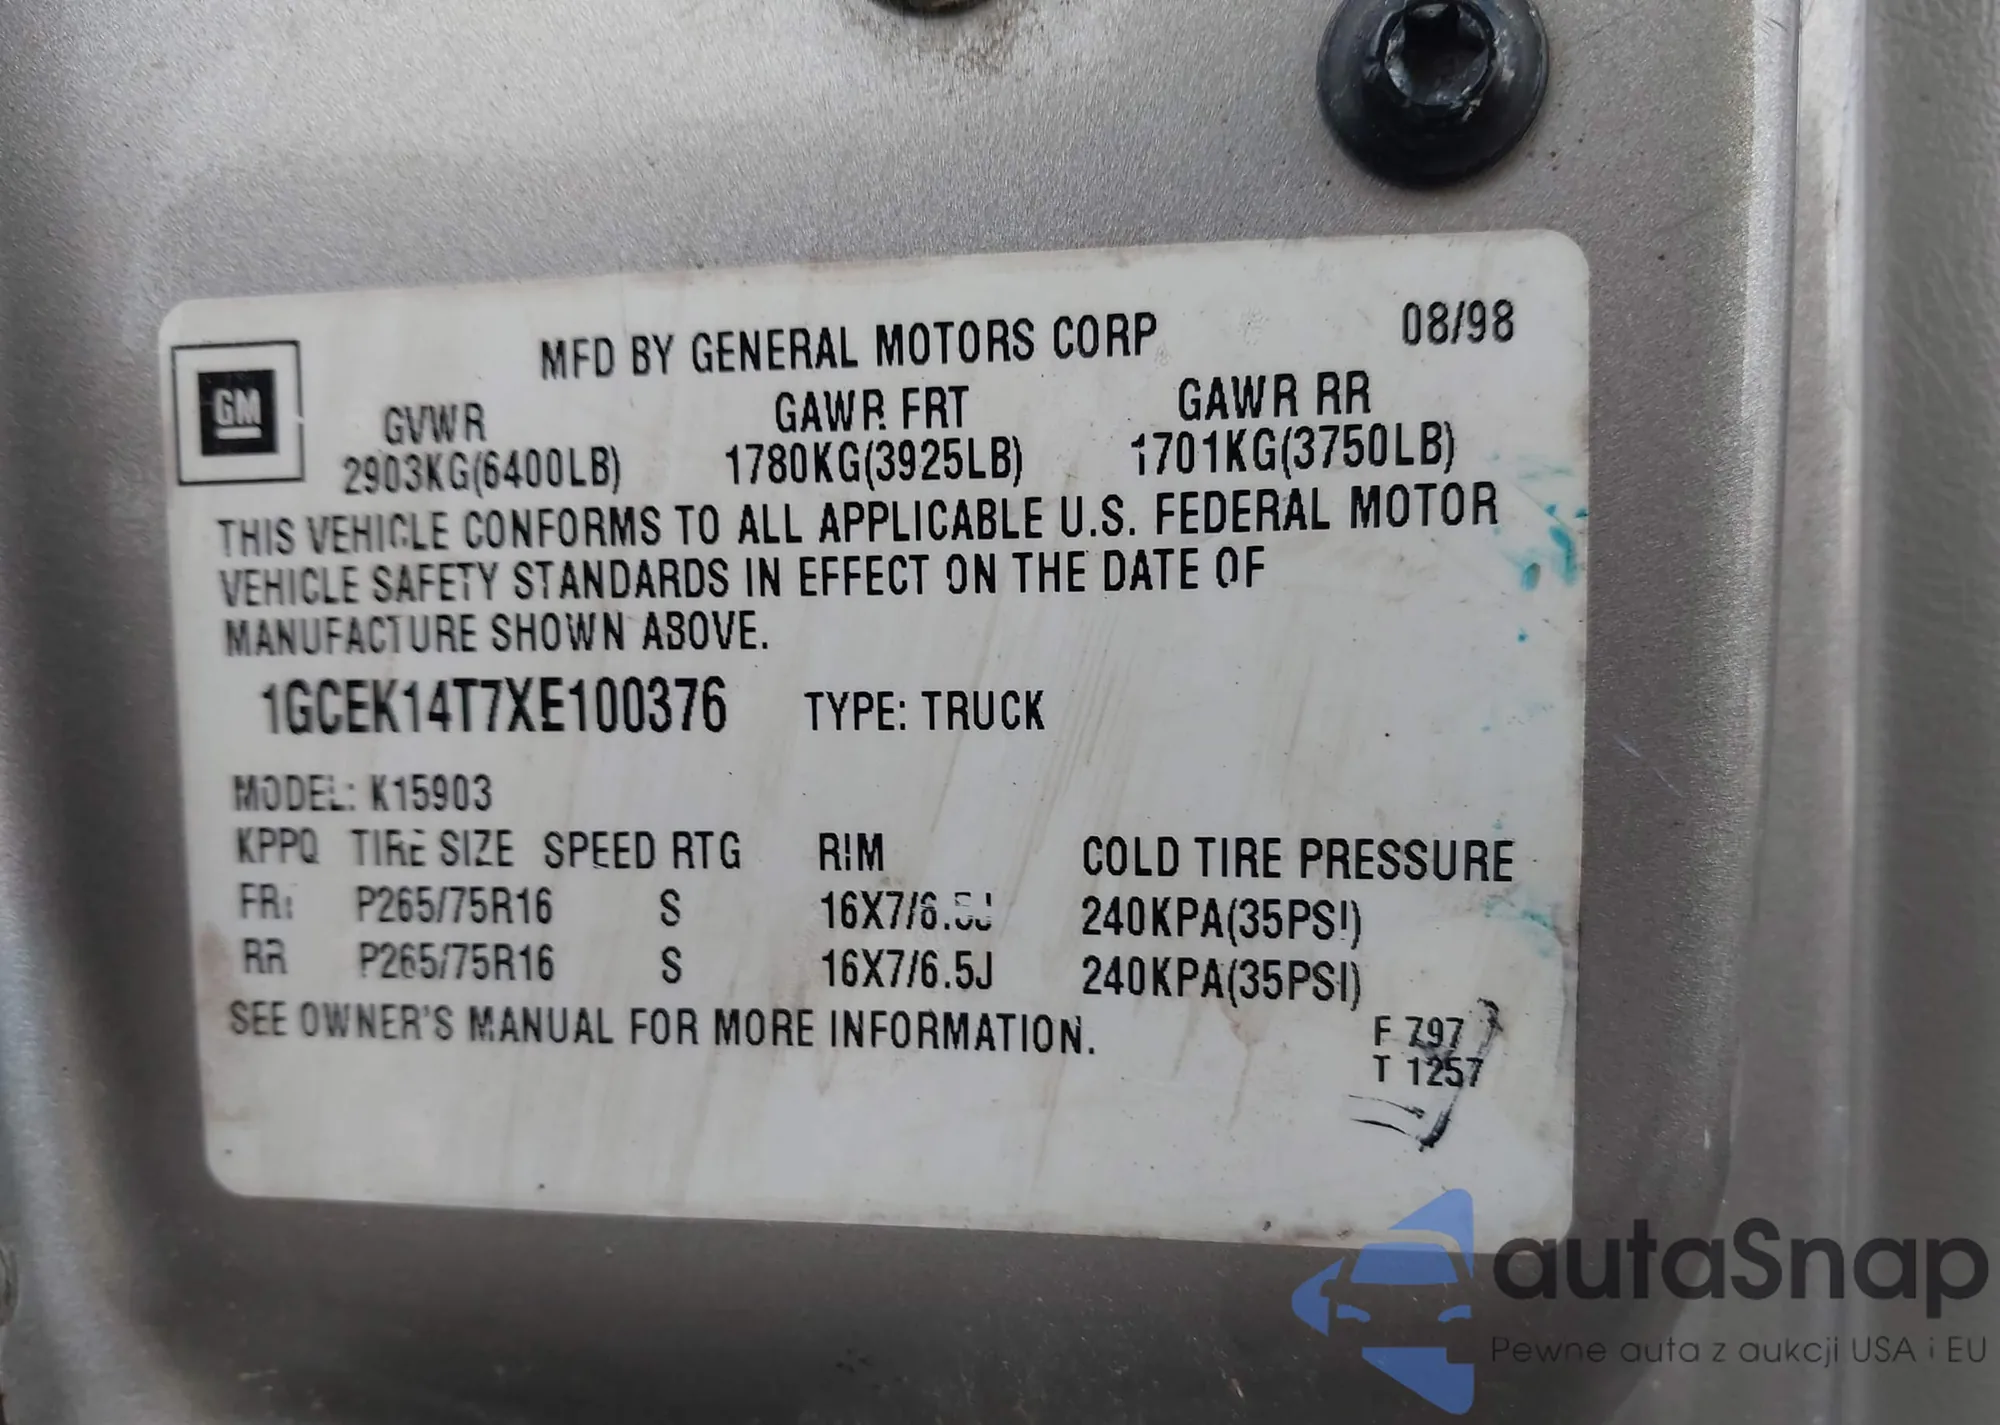 MFD BY GENERAL MOTORS CORP 08/98
GM
GVWR GAWR FRT GAWR RR
2903KG(6400LB) 1780KG(3925LB) 1701KG(3750LB)
THIS VEHICLE CONFORMS TO ALL APPLICABLE U.S. FEDERAL MOTOR
VEHICLE SAFETY STANDARDS IN EFFECT ON THE DATE OF
MANUFACTURE SHOWN ABOVE.
1GCEK14T7XE100376 TYPE: TRUCK
MODEL: K15903
KPPQ TIRE SIZE SPEED RTG RIM COLD TIRE PRESSURE
FR: P265/75R16 S 16X7/6.5J 240KPA(35PSI)
RR P265/75R16 S 16X7/6.5J 240KPA(35PSI)
SEE OWNER'S MANUAL FOR MORE INFORMATION.
F 797
T 1257
autaSnap
Pewne auta z aukcji USA i EU